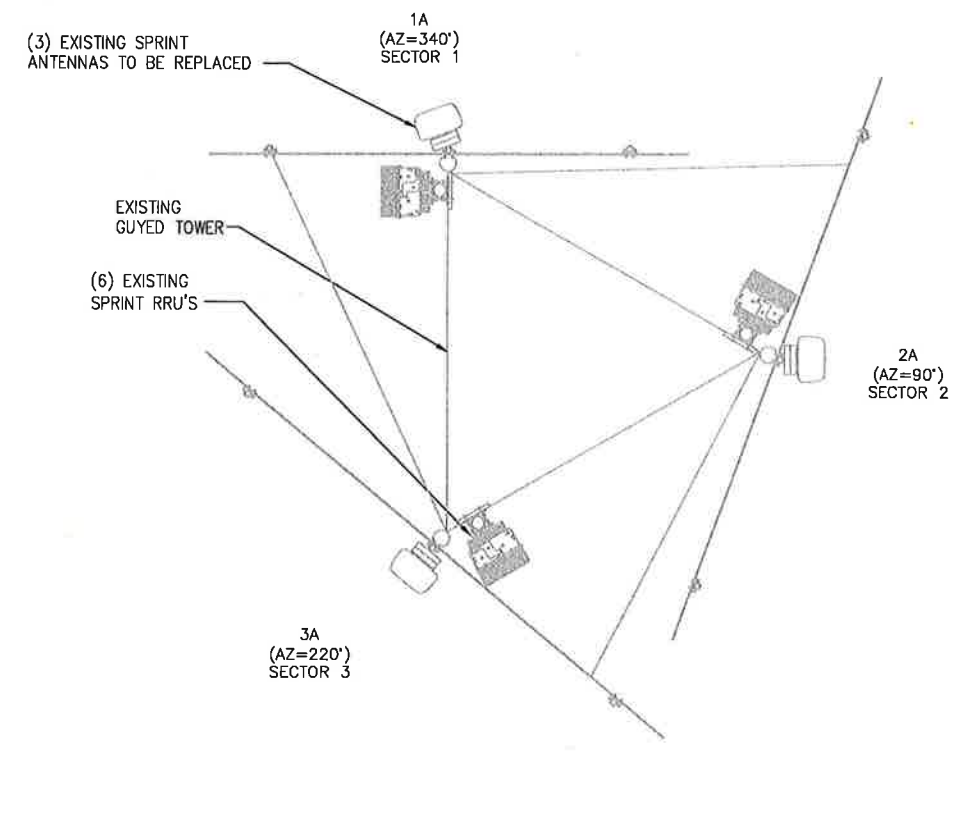 1A
(AZ=340°)
SECTOR 1
(3) EXISTING SPRINT
ANTENNAS TO BE REPLACED
EXISTING
GUYED TOWER
(6) EXISTING
SPRINT RRU'S
2A
(AZ=90°)
SECTOR 2
3A
(AZ=220°)
SECTOR 3